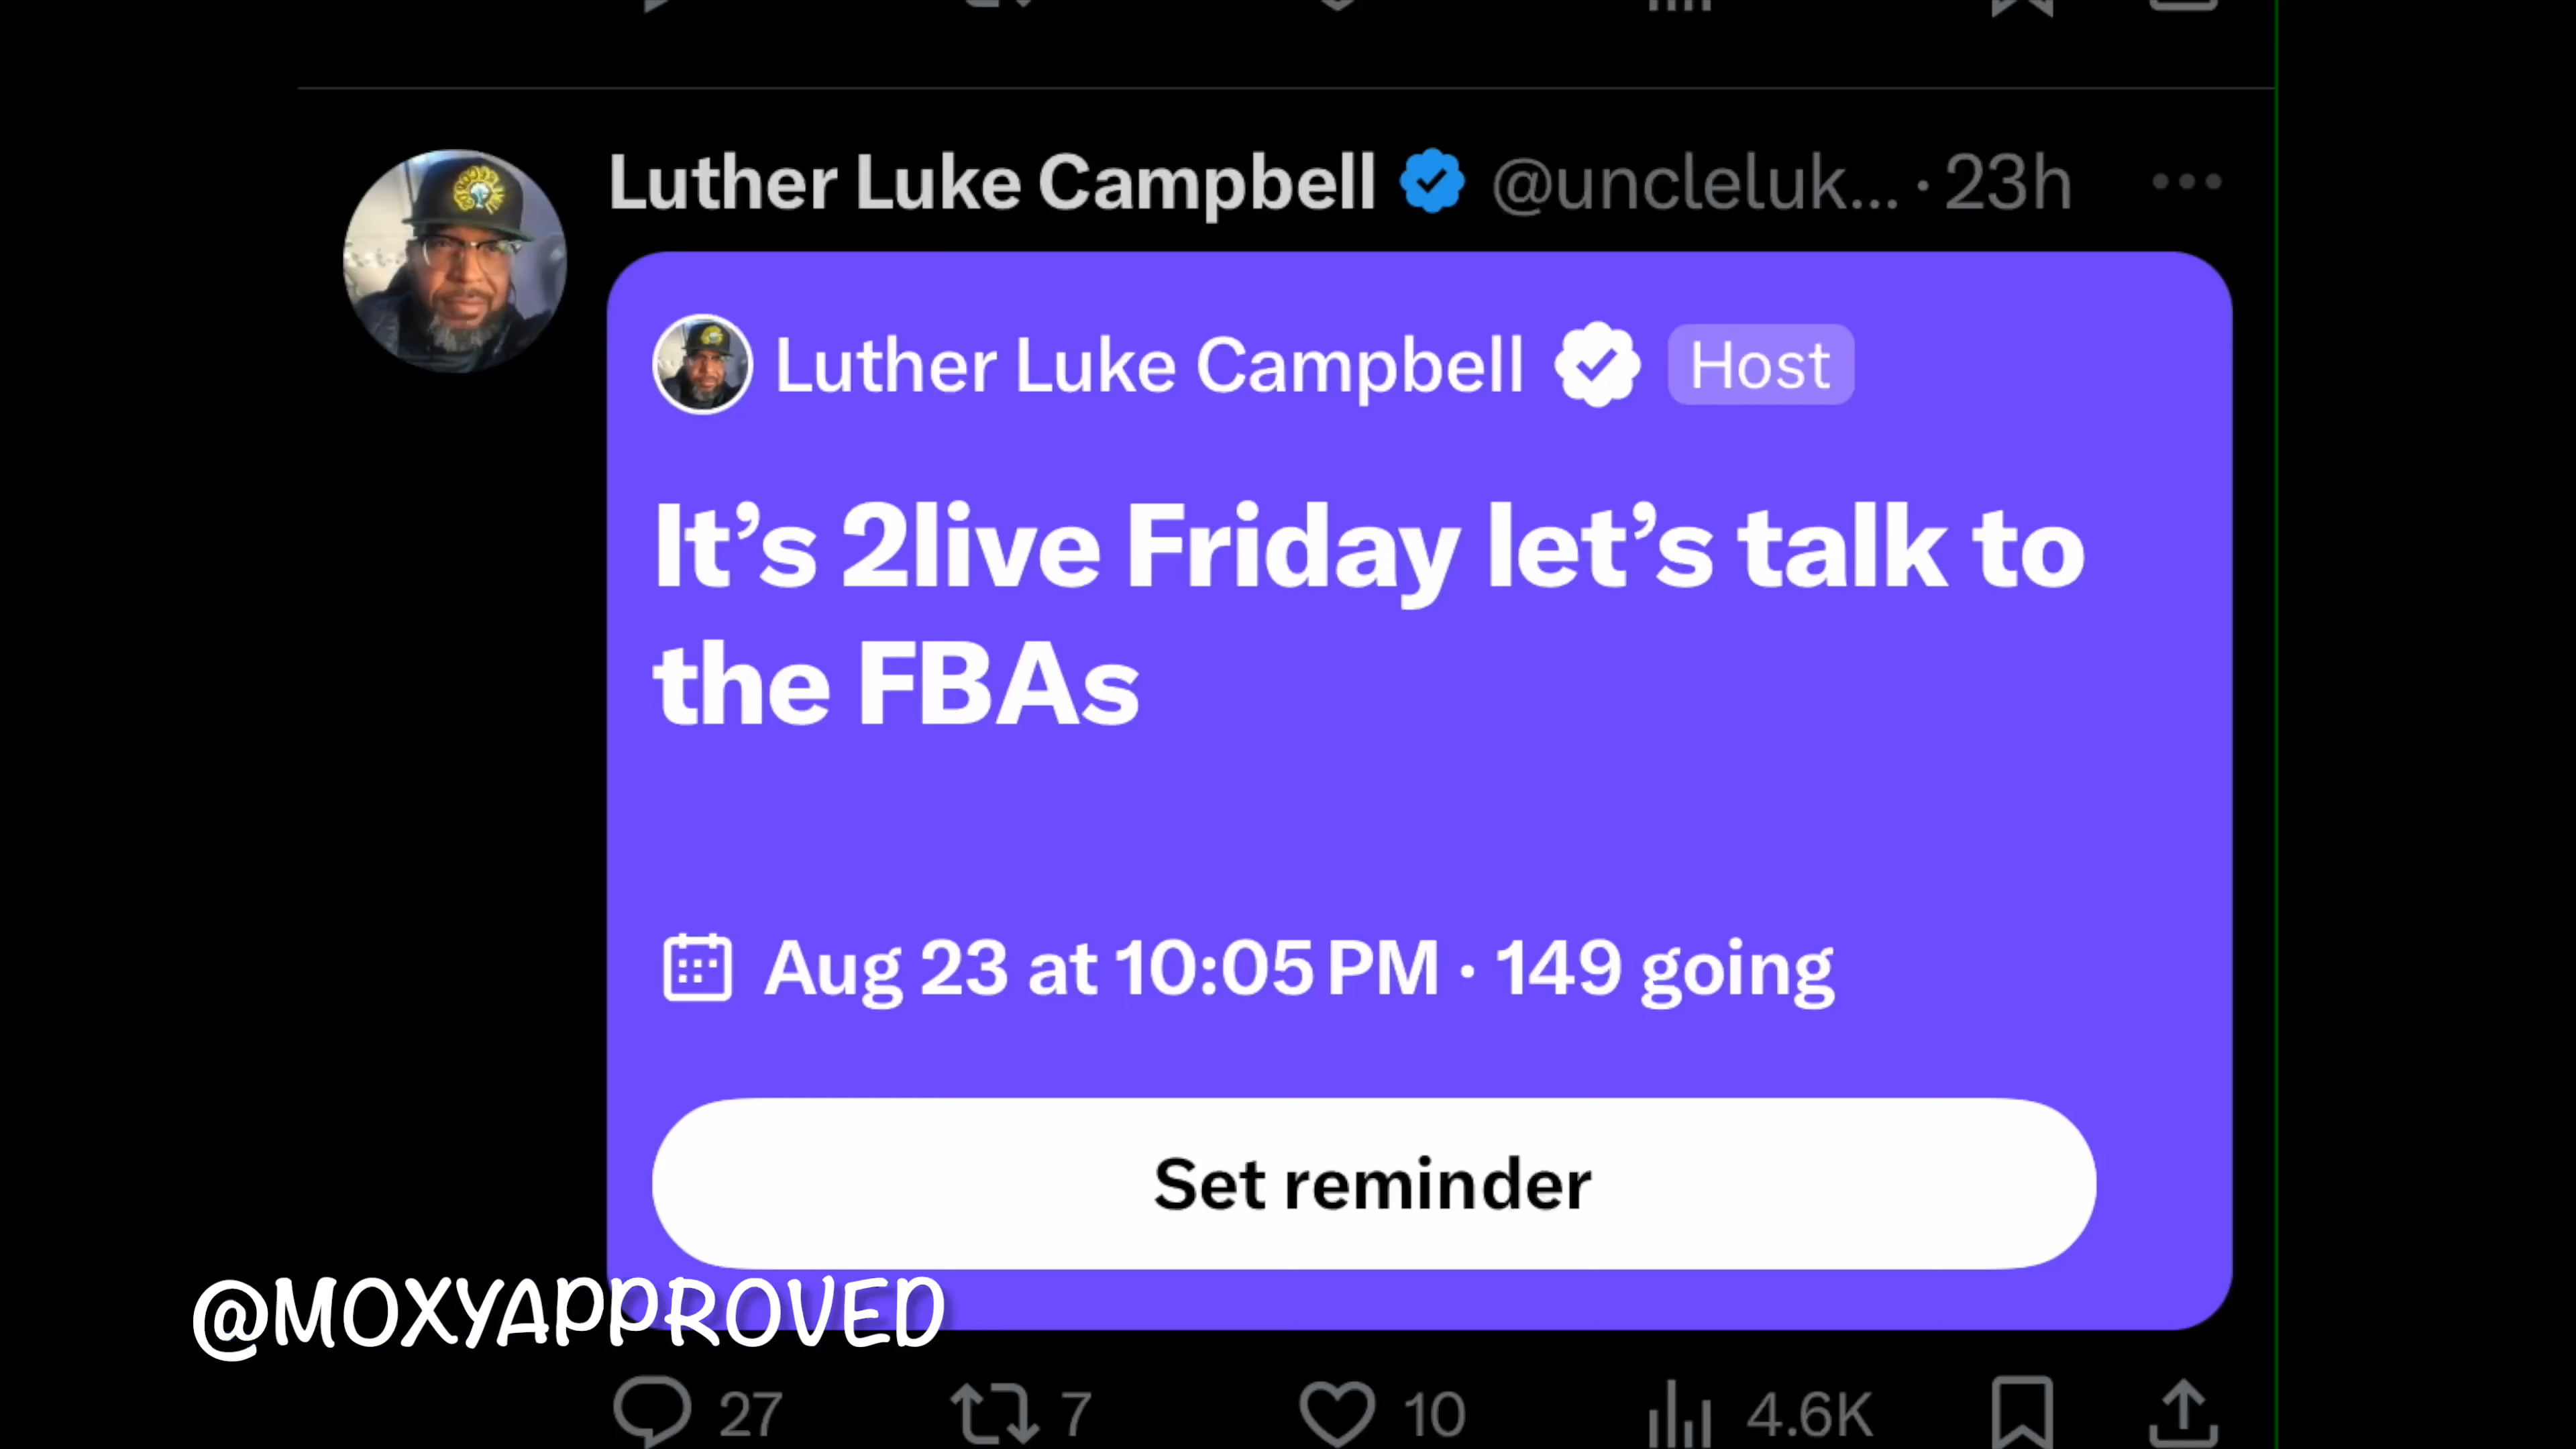 Luther Luke Campbell @uncleluk... · 23h
Luther Luke Campbell Host
It’s 2live Friday let’s talk to
the FBAs
Aug 23 at 10:05 PM · 149 going
Set reminder
@MOXYAPPROVED
27 7 10 4.6K